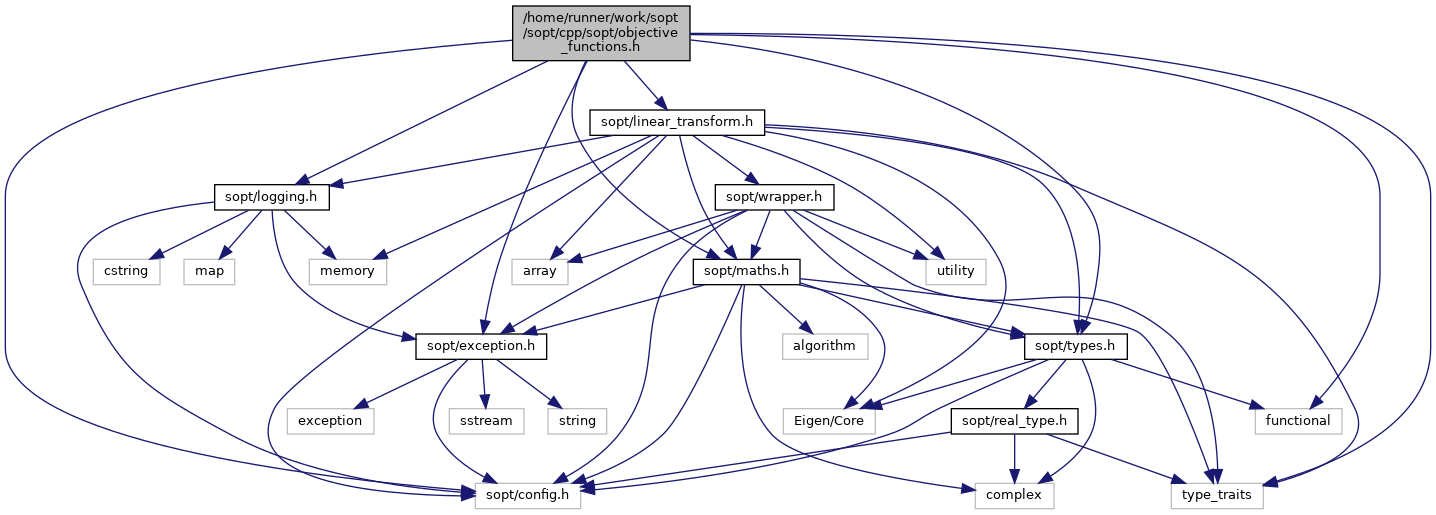 /home/runner/work/sopt
/sopt/cpp/sopt/objective
_functions.h
sopt/linear_transform.h
sopt/logging.h
sopt/wrapper.h
cstring
map
memory
array
sopt/maths.h
utility
sopt/exception.h
algorithm
sopt/types.h
exception
sstream
string
Eigen/Core
sopt/real_type.h
functional
sopt/config.h
complex
type_traits